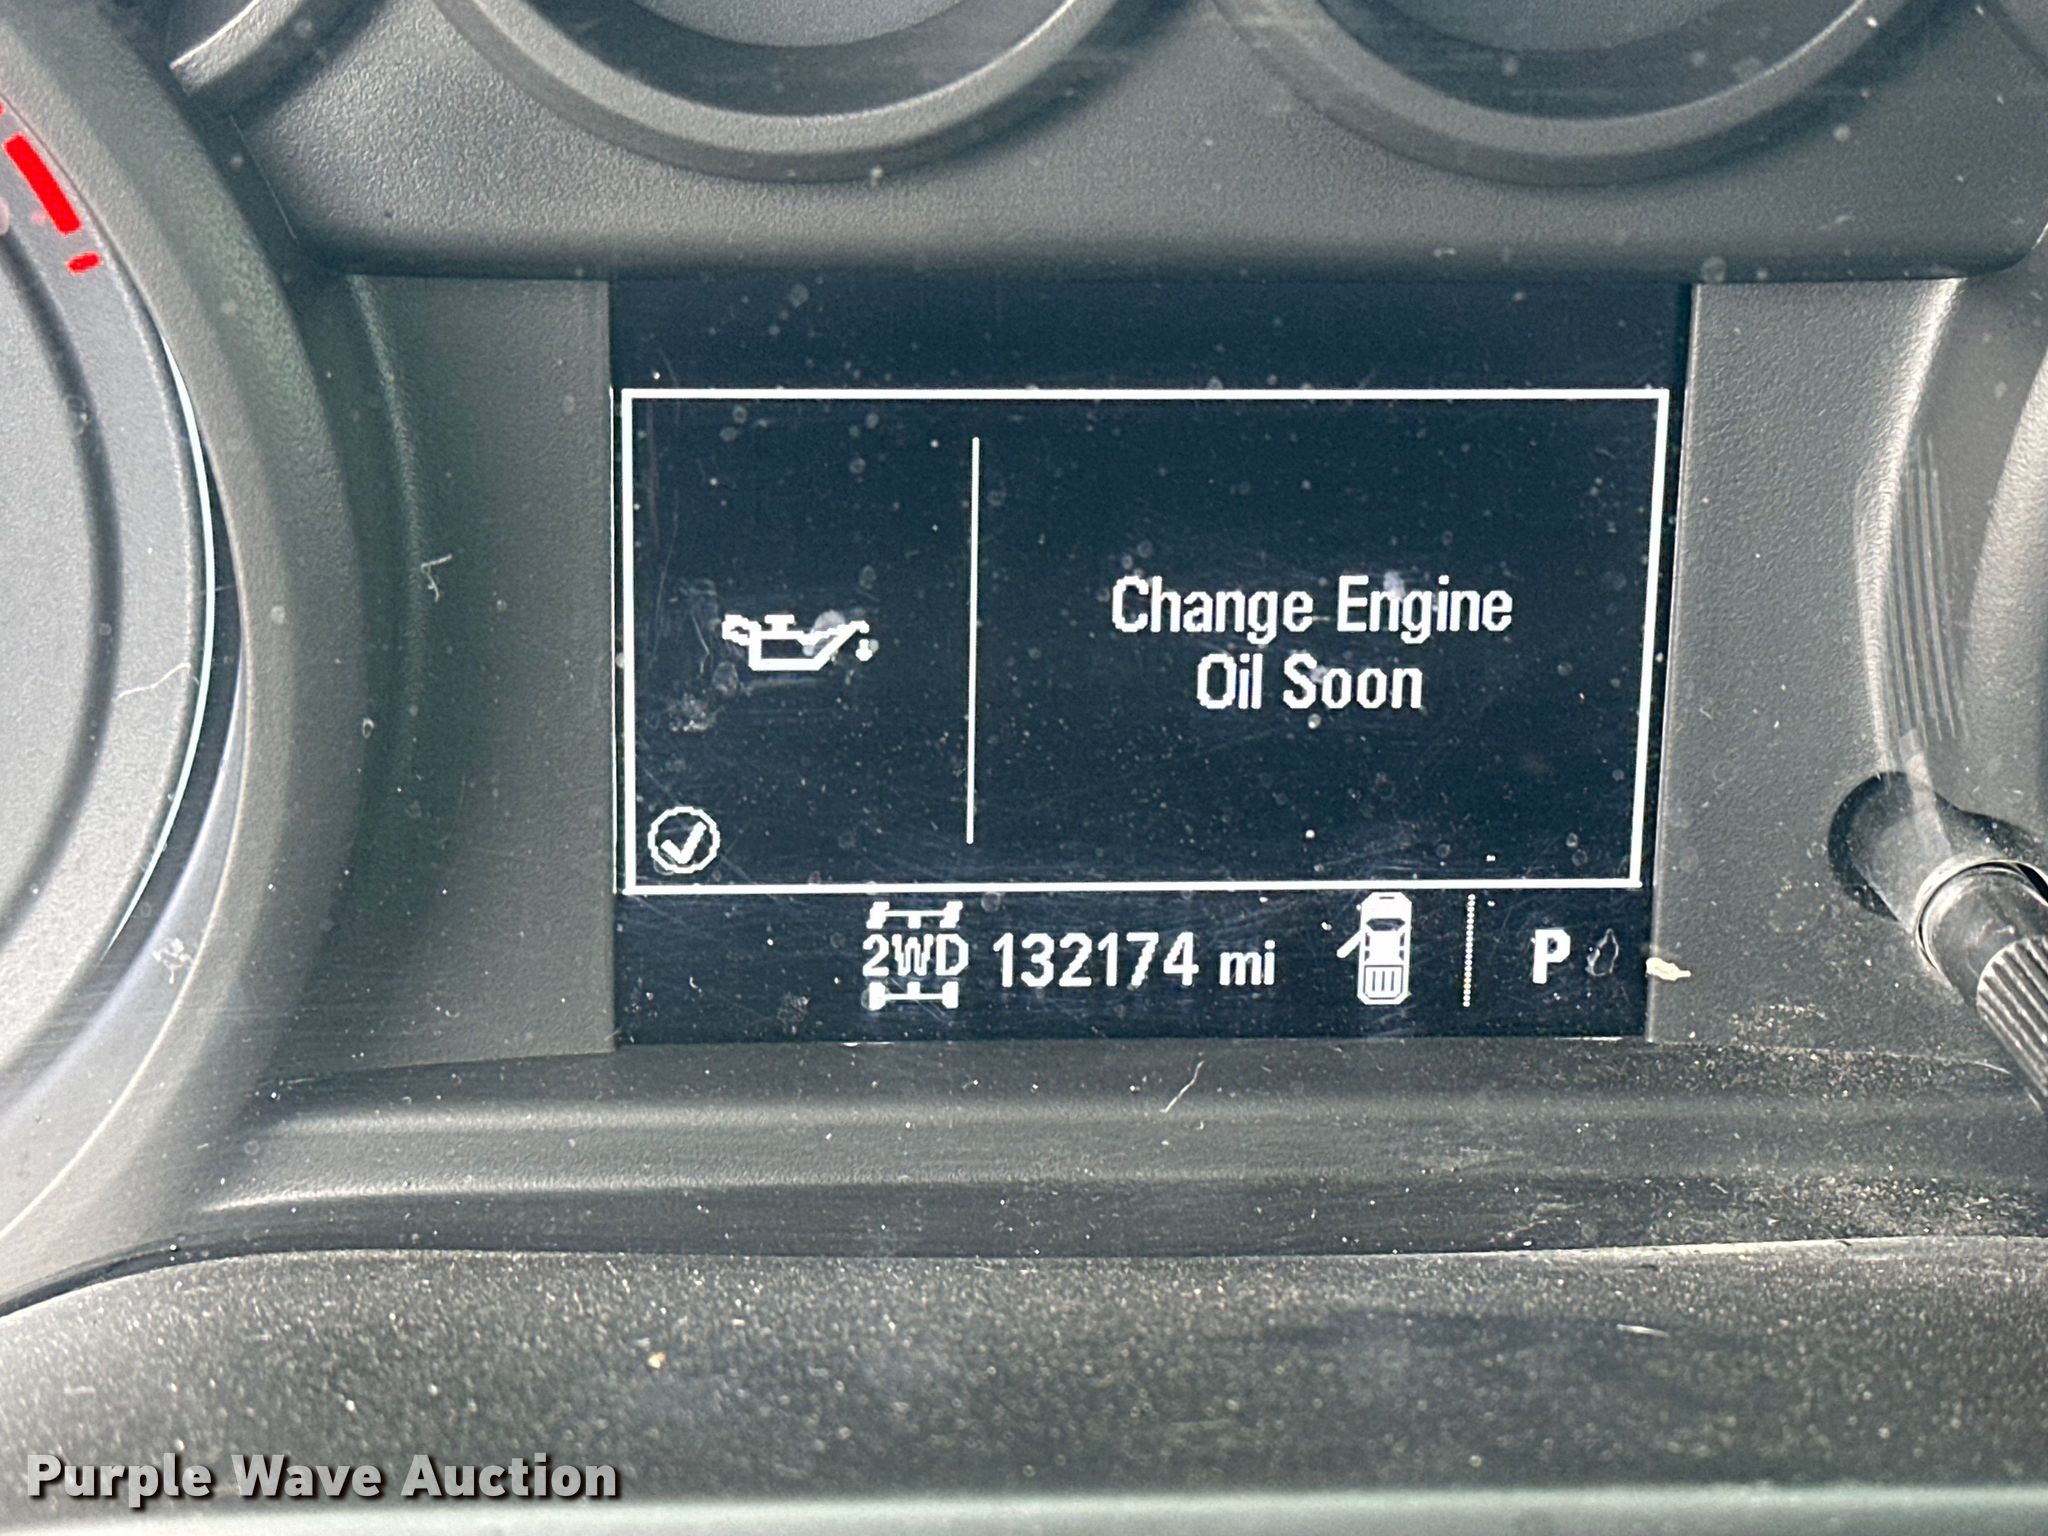 Change Engine
Oil Soon
2WD 132174 mi P
Purple Wave Auction